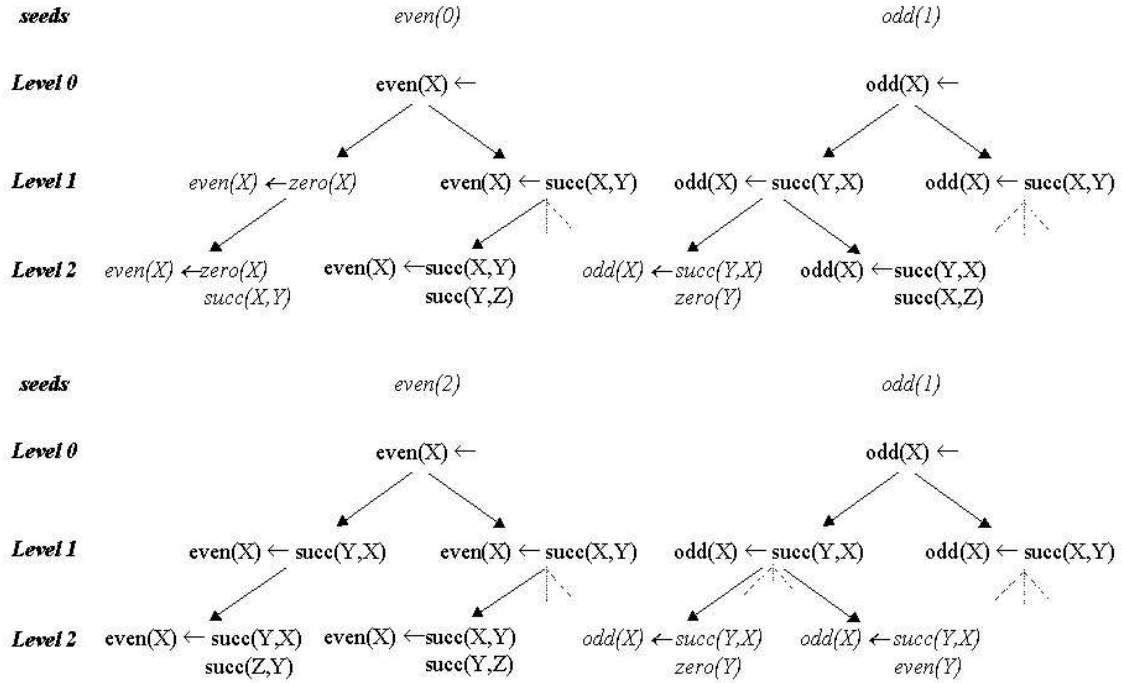 seeds even(0) odd(1)
Level 0 even(X) ← odd(X) ←
Level 1 even(X) ← zero(X) even(X) ← succ(X,Y) odd(X) ← succ(Y,X) odd(X) ← succ(X,Y)
Level 2 even(X) ← zero(X) even(X) ← succ(X,Y) odd(X) ← succ(Y,X) odd(X) ← succ(Y,X)
succ(X,Y) succ(Y,Z) zero(Y) succ(X,Z)
seeds even(2) odd(1)
Level 0 even(X) ← odd(X) ←
Level 1 even(X) ← succ(Y,X) even(X) ← succ(X,Y) odd(X) ← succ(Y,X) odd(X) ← succ(X,Y)
Level 2 even(X) ← succ(Y,X) even(X) ← succ(X,Y) odd(X) ← succ(Y,X) odd(X) ← succ(Y,X)
succ(Z,Y) succ(Y,Z) zero(Y) even(Y)